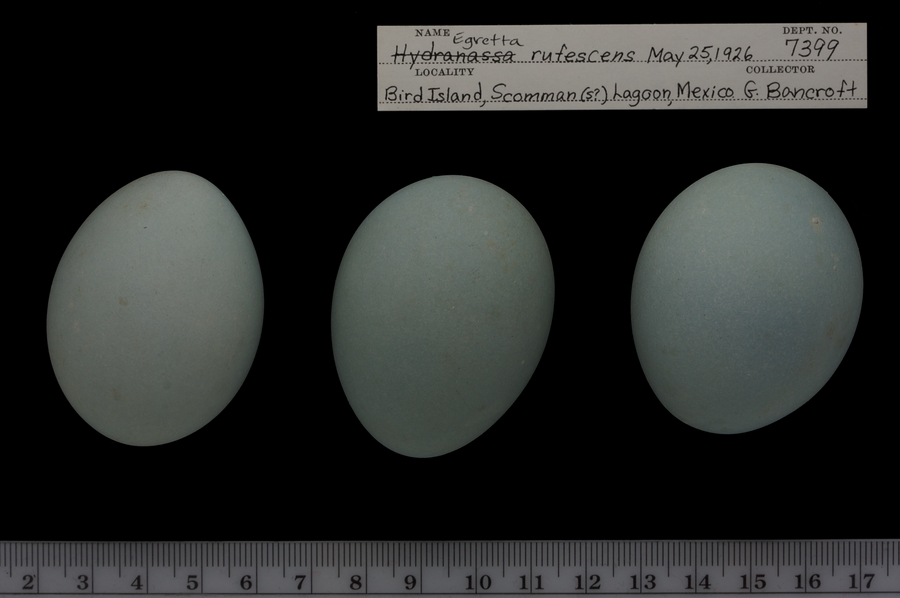 NAME DEPT. NO.
Egretta
Hydranassa rufescens May 25, 1926 7399
LOCALITY COLLECTOR
Bird Island, Scamman (s?) Lagoon, Mexico G. Bancroft
2 3 4 5 6 7 8 9 10 11 12 13 14 15 16 17